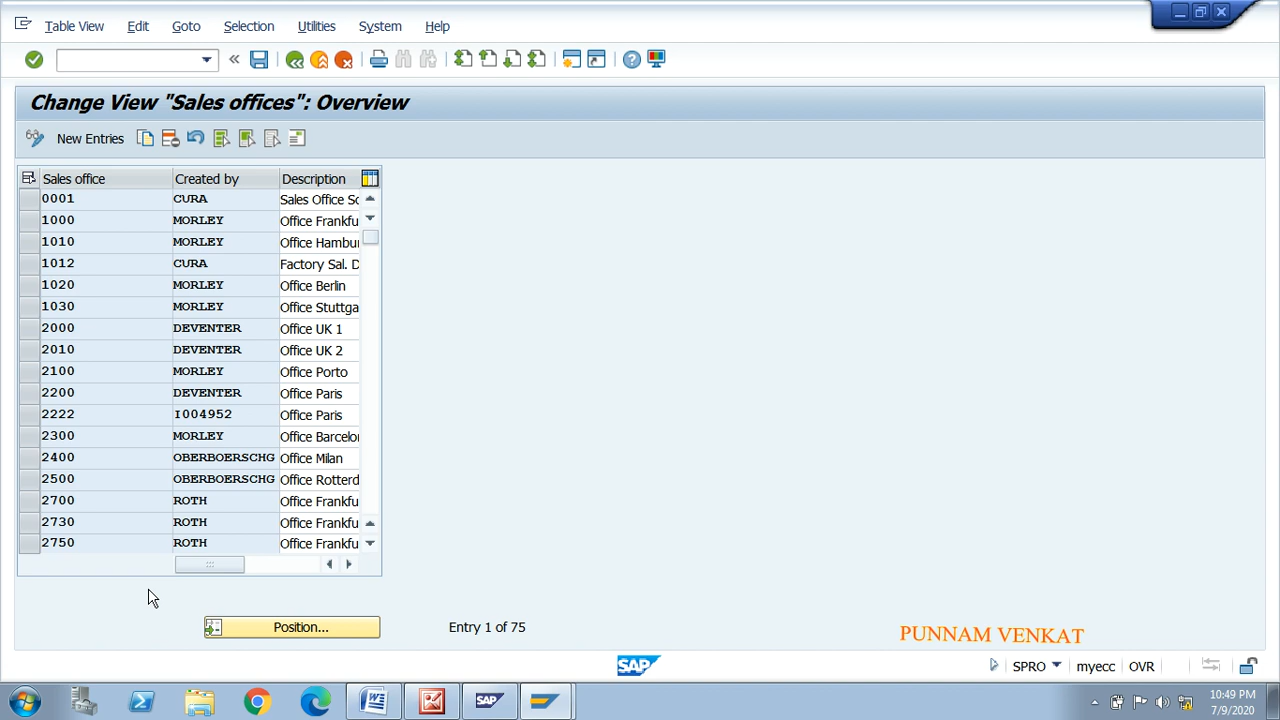 Table View Edit Goto Selection Utilities System Help
Change View "Sales offices": Overview
New Entries
Sales office Created by Description
0001 CURA Sales Office Sc
1000 MORLEY Office Frankfu
1010 MORLEY Office Hambur
1012 CURA Factory Sal. D
1020 MORLEY Office Berlin
1030 MORLEY Office Stuttga
2000 DEVENTER Office UK 1
2010 DEVENTER Office UK 2
2100 MORLEY Office Porto
2200 DEVENTER Office Paris
2222 I004952 Office Paris
2300 MORLEY Office Barcelo
2400 OBERBOERSCHG Office Milan
2500 OBERBOERSCHG Office Rotterd
2700 ROTH Office Frankfu
2730 ROTH Office Frankfu
2750 ROTH Office Frankfu
Position... Entry 1 of 75
PUNNAM VENKAT
SAP SPRO myecc OVR
10:49 PM
7/9/2020